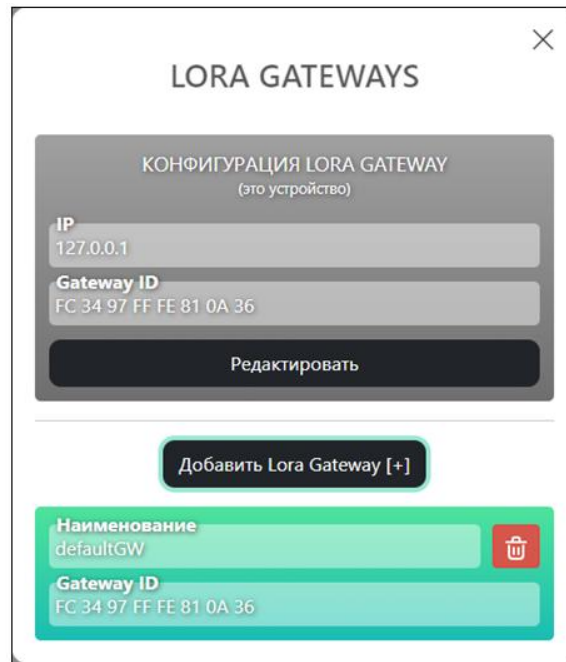 LORA GATEWAYS
КОНФИГУРАЦИЯ LORA GATEWAY
(это устройство)
IP
127.0.0.1
Gateway ID
FC 34 97 FF FE 81 0A 36
Редактировать
Добавить Lora Gateway [+]
Наименование
defaultGW
Gateway ID
FC 34 97 FF FE 81 0A 36